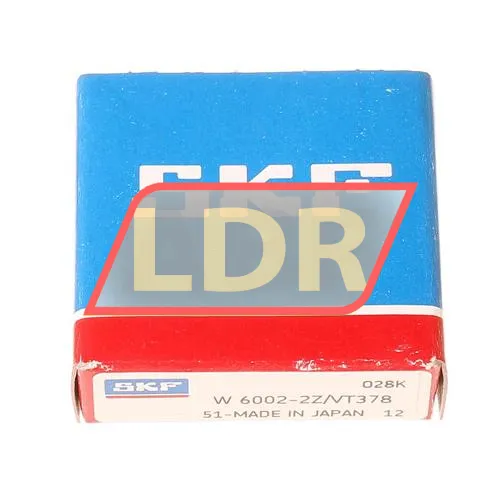 SKF
LDR
SKF
028K
W 6002-2Z/VT378
51-MADE IN JAPAN 12